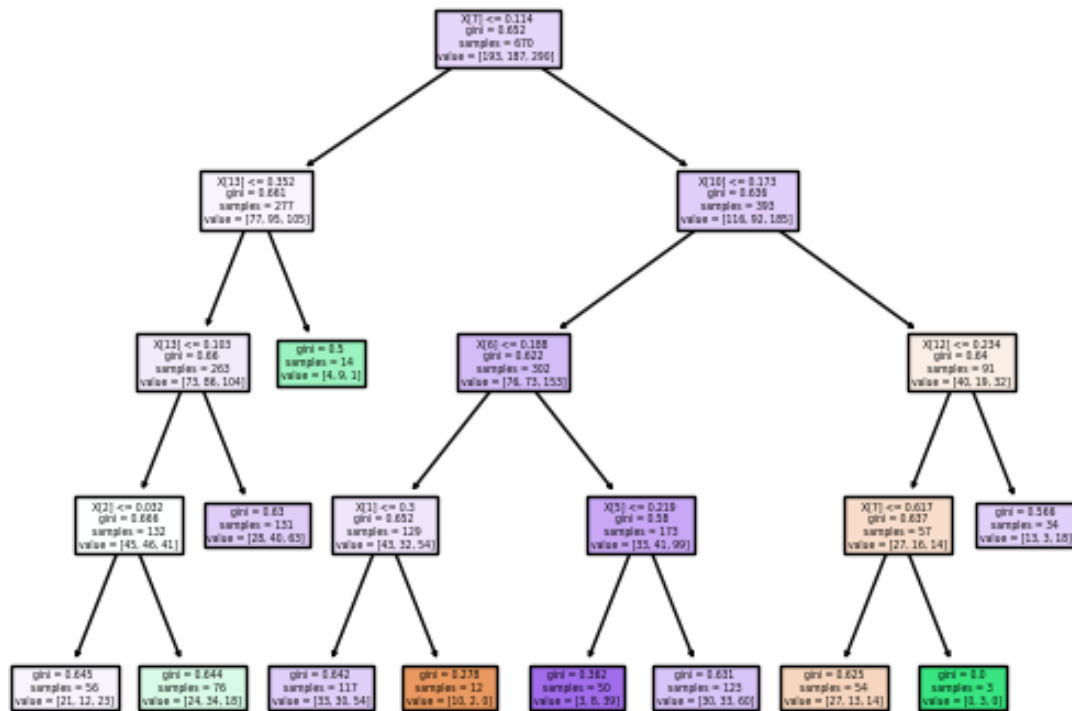 X[7] <= 0.114
gini = 0.652
samples = 670
value = [193, 187, 290]
X[13] <= 0.352
gini = 0.661
samples = 277
value = [77, 95, 105]
X[10] <= 0.173
gini = 0.636
samples = 393
value = [116, 92, 185]
X[13] <= 0.103
gini = 0.66
samples = 263
value = [73, 86, 104]
gini = 0.5
samples = 14
value = [4, 9, 1]
X[6] <= 0.188
gini = 0.622
samples = 302
value = [76, 73, 153]
X[12] <= 0.234
gini = 0.64
samples = 91
value = [40, 19, 32]
X[2] <= 0.032
gini = 0.666
samples = 132
value = [45, 46, 41]
gini = 0.63
samples = 131
value = [28, 40, 63]
X[1] <= 0.3
gini = 0.652
samples = 129
value = [43, 32, 54]
X[5] <= 0.219
gini = 0.58
samples = 173
value = [33, 41, 99]
X[7] <= 0.617
gini = 0.637
samples = 57
value = [27, 16, 14]
gini = 0.566
samples = 34
value = [13, 3, 18]
gini = 0.645
samples = 56
value = [21, 12, 23]
gini = 0.644
samples = 76
value = [24, 34, 18]
gini = 0.642
samples = 117
value = [33, 30, 54]
gini = 0.278
samples = 12
value = [10, 2, 0]
gini = 0.362
samples = 50
value = [3, 8, 39]
gini = 0.631
samples = 123
value = [30, 33, 60]
gini = 0.625
samples = 54
value = [27, 13, 14]
gini = 0.0
samples = 3
value = [0, 3, 0]